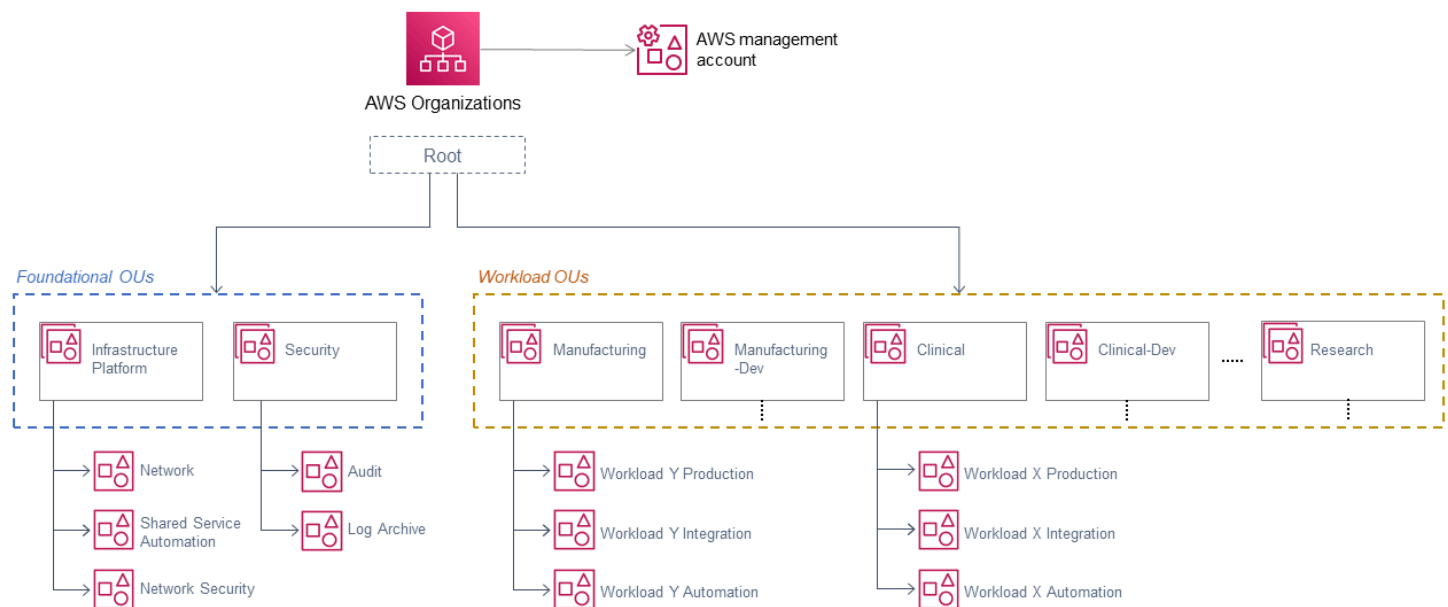 AWS management
account
AWS Organizations
Root
Foundational OUs
Workload OUs
Infrastructure
Platform
Security
Manufacturing
Manufacturing
-Dev
Clinical
Clinical-Dev
Research
Network
Audit
Workload Y Production
Workload X Production
Shared Service
Automation
Log Archive
Workload Y Integration
Workload X Integration
Network Security
Workload Y Automation
Workload X Automation